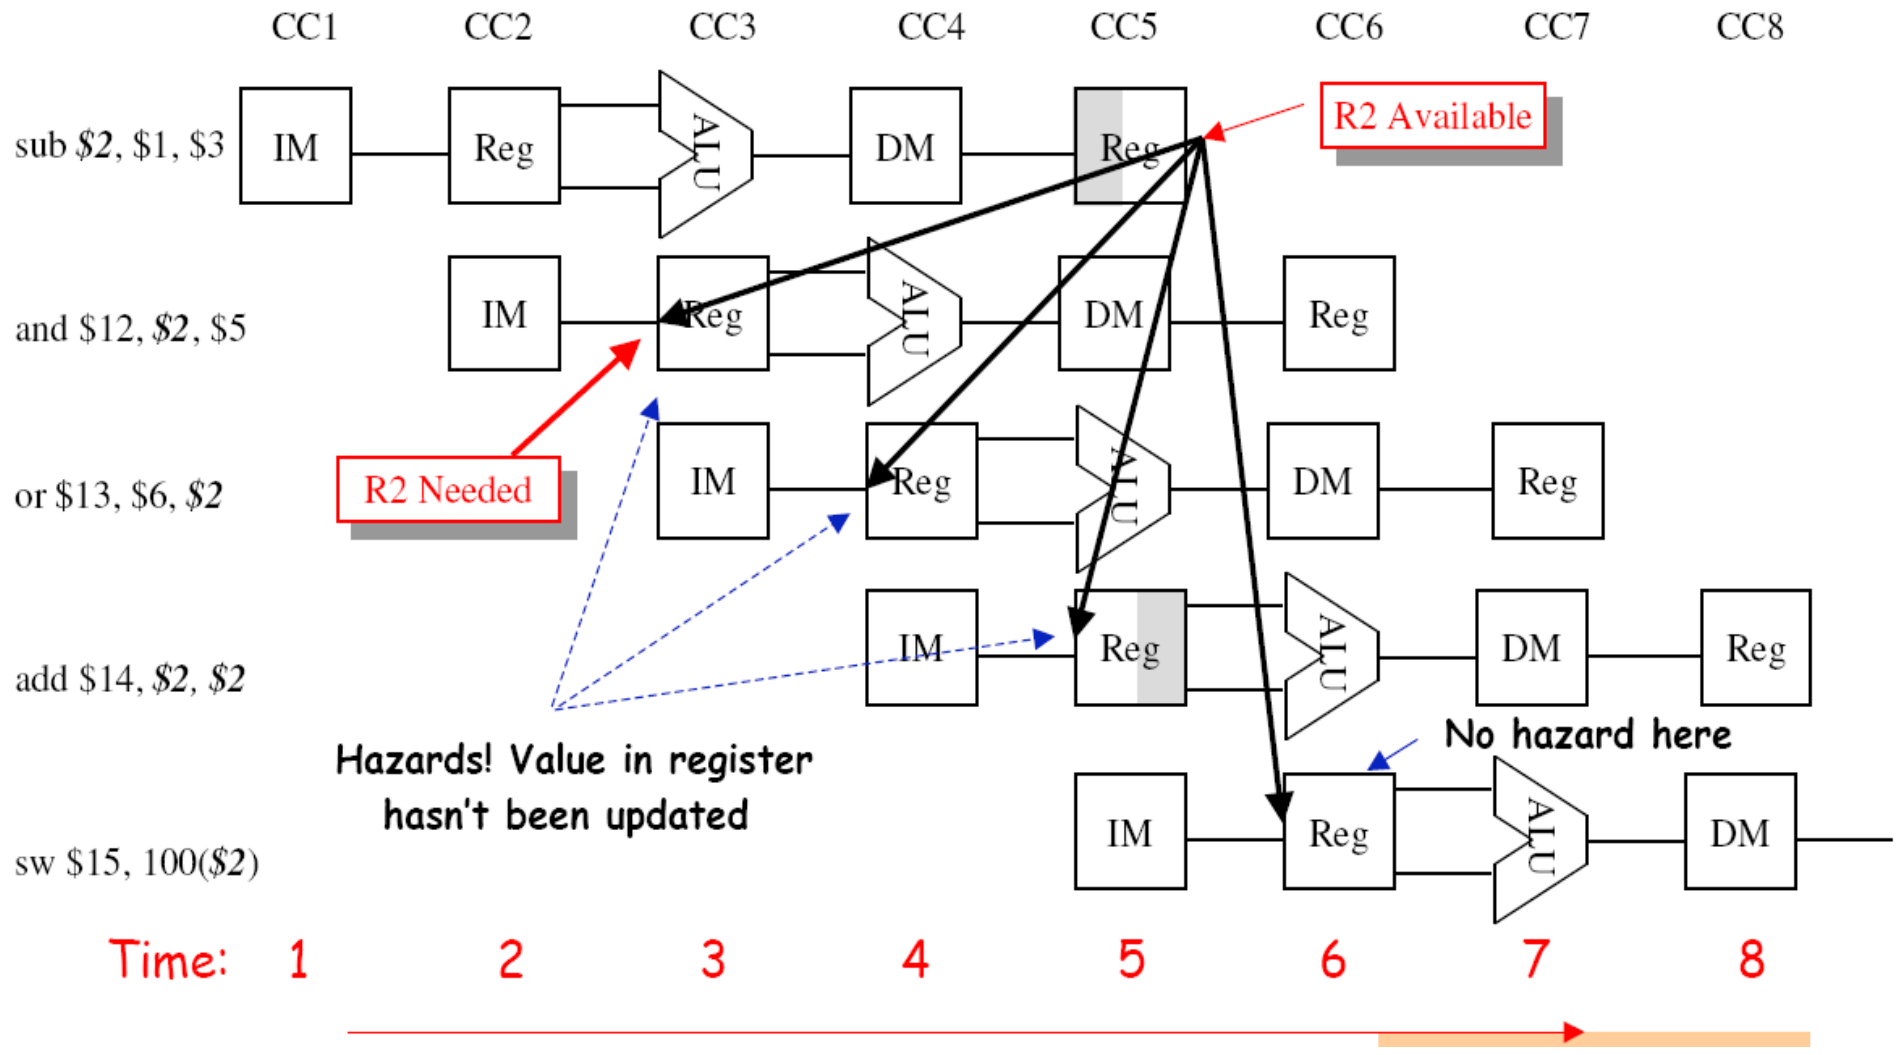 CC1 CC2 CC3 CC4 CC5 CC6 CC7 CC8
R2 Available
sub $2, $1, $3 IM Reg ALU DM Reg
and $12, $2, $5 IM Reg ALU DM Reg
R2 Needed
or $13, $6, $2 IM Reg ALU DM Reg
add $14, $2, $2 IM Reg ALU DM Reg
No hazard here
Hazards! Value in register
hasn't been updated
sw $15, 100($2) IM Reg ALU DM
Time: 1 2 3 4 5 6 7 8